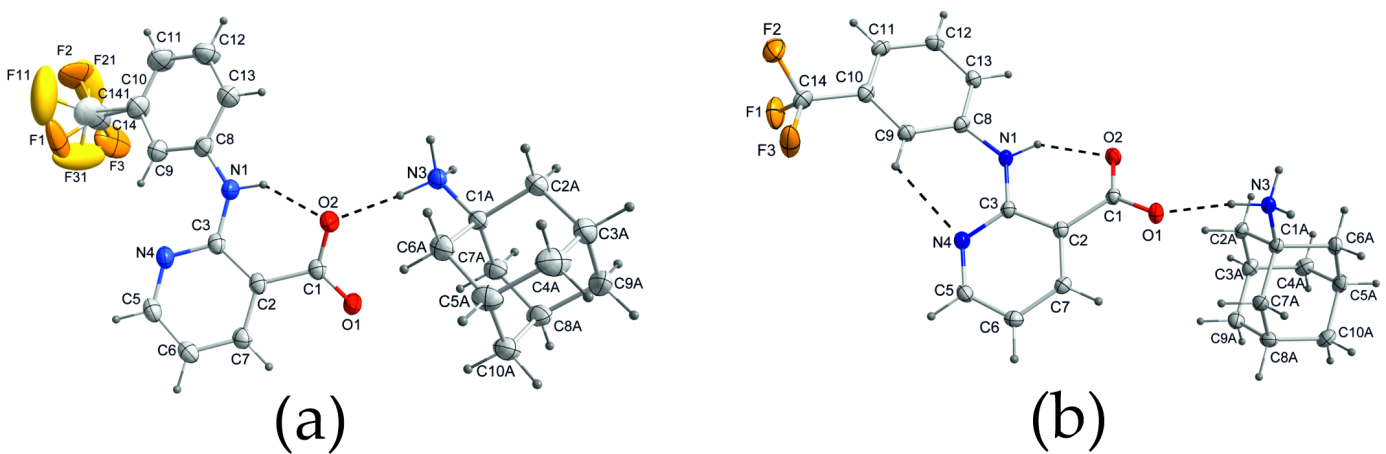 C11
C12
F2
F21
F11
C10
C13
C141
C14
F1
F3
C8
C9
F31
N1
N3
C2A
C1A
O2
C3
C3A
N4
C6A
C7A
C1
C4A
C9A
C5
C2
C5A
O1
C8A
C6
C7
C10A
(a)
F2
C11
C12
C13
C14
C10
F1
C8
C9
N1
O2
F3
N3
C3
C1
C1A
N4
O1
C2
C2A
C6A
C3A
C4A
C5
C7
C7A
C5A
C6
C9A
C10A
C8A
(b)